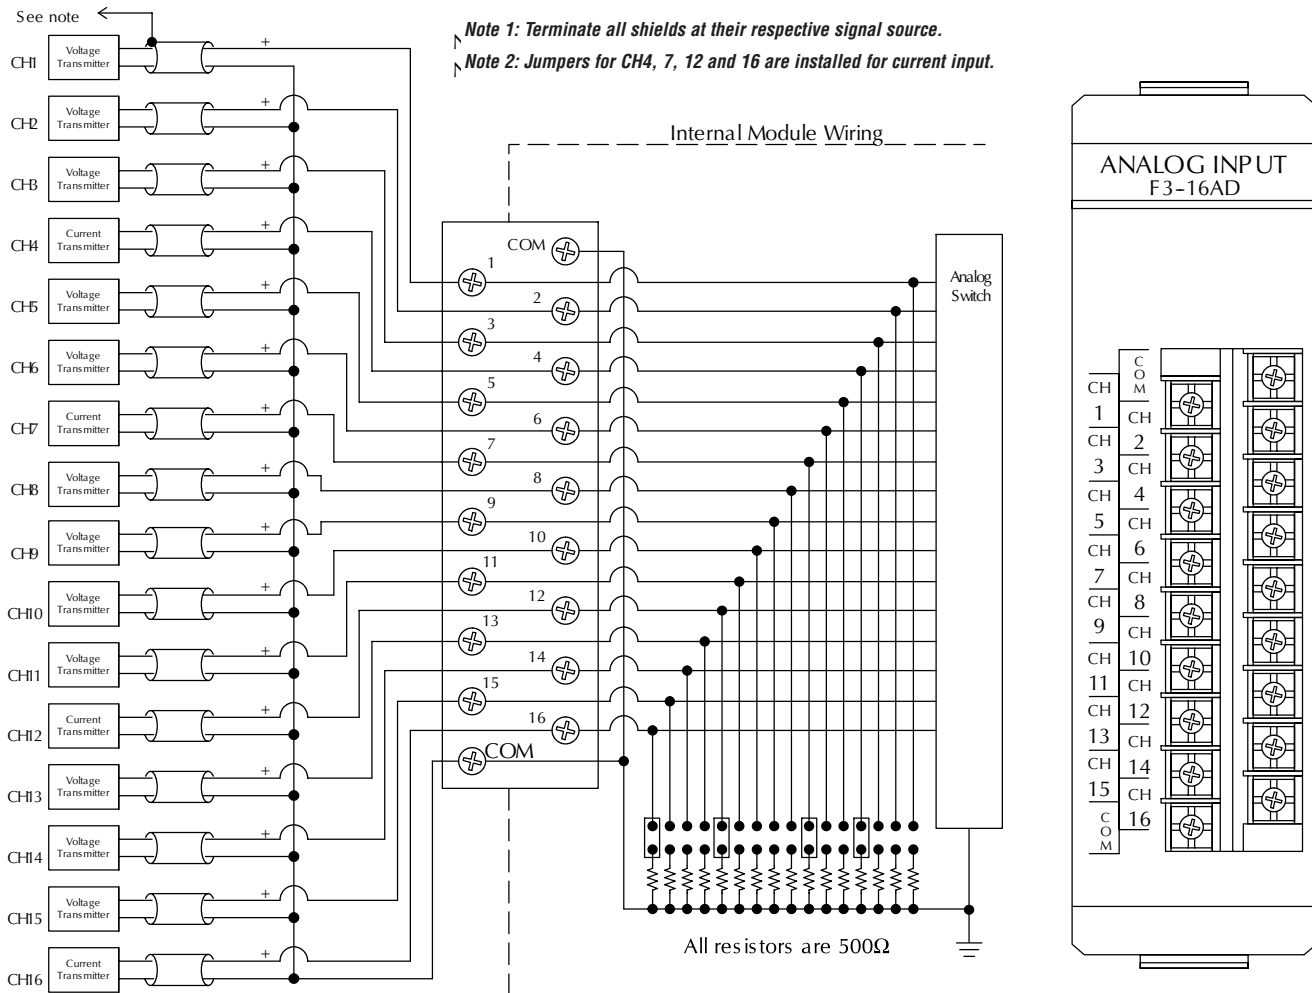 See note
Note 1: Terminate all shields at their respective signal source.
Note 2: Jumpers for CH4, 7, 12 and 16 are installed for current input.
CH1
Voltage
Transmitter
+
CH2
Voltage
Transmitter
+
CH3
Voltage
Transmitter
+
CH4
Current
Transmitter
+
CH5
Voltage
Transmitter
+
CH6
Voltage
Transmitter
+
CH7
Current
Transmitter
+
CH8
Voltage
Transmitter
+
CH9
Voltage
Transmitter
+
CH10
Voltage
Transmitter
+
CH11
Voltage
Transmitter
+
CH12
Current
Transmitter
+
CH13
Voltage
Transmitter
+
CH14
Voltage
Transmitter
+
CH15
Voltage
Transmitter
+
CH16
Current
Transmitter
+
Internal Module Wiring
COM
1
2
3
4
5
6
7
8
9
10
11
12
13
14
15
16
COM
Analog
Switch
All resistors are 500Ω
ANALOG INPUT
F3-16AD
COM
CH
1
CH
2
CH
3
CH
4
CH
5
CH
6
CH
7
CH
8
CH
9
CH
10
CH
11
CH
12
CH
13
CH
14
CH
15
CH
16
COM